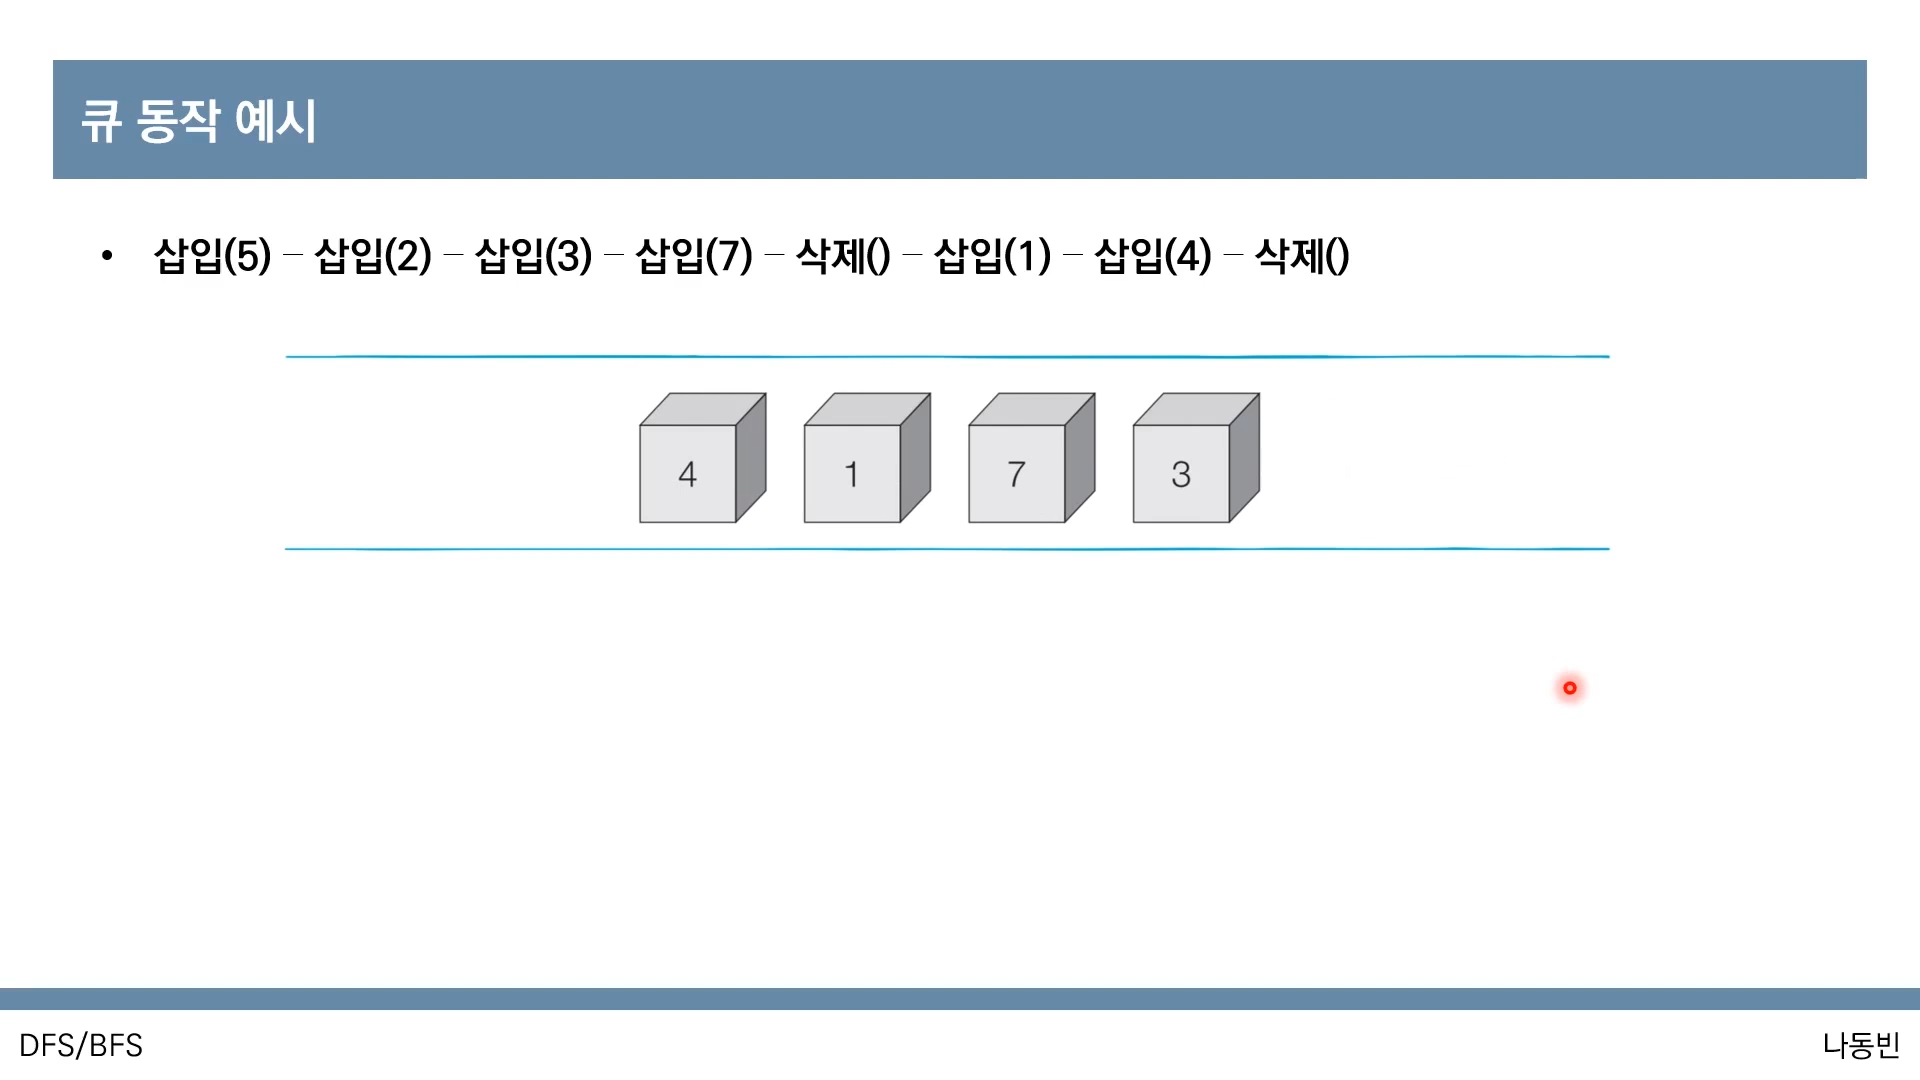 큐 동작 예시
• 삽입(5) – 삽입(2) – 삽입(3) – 삽입(7) – 삭제() – 삽입(1) – 삽입(4) – 삭제()
4 1 7 3
DFS/BFS
나동빈